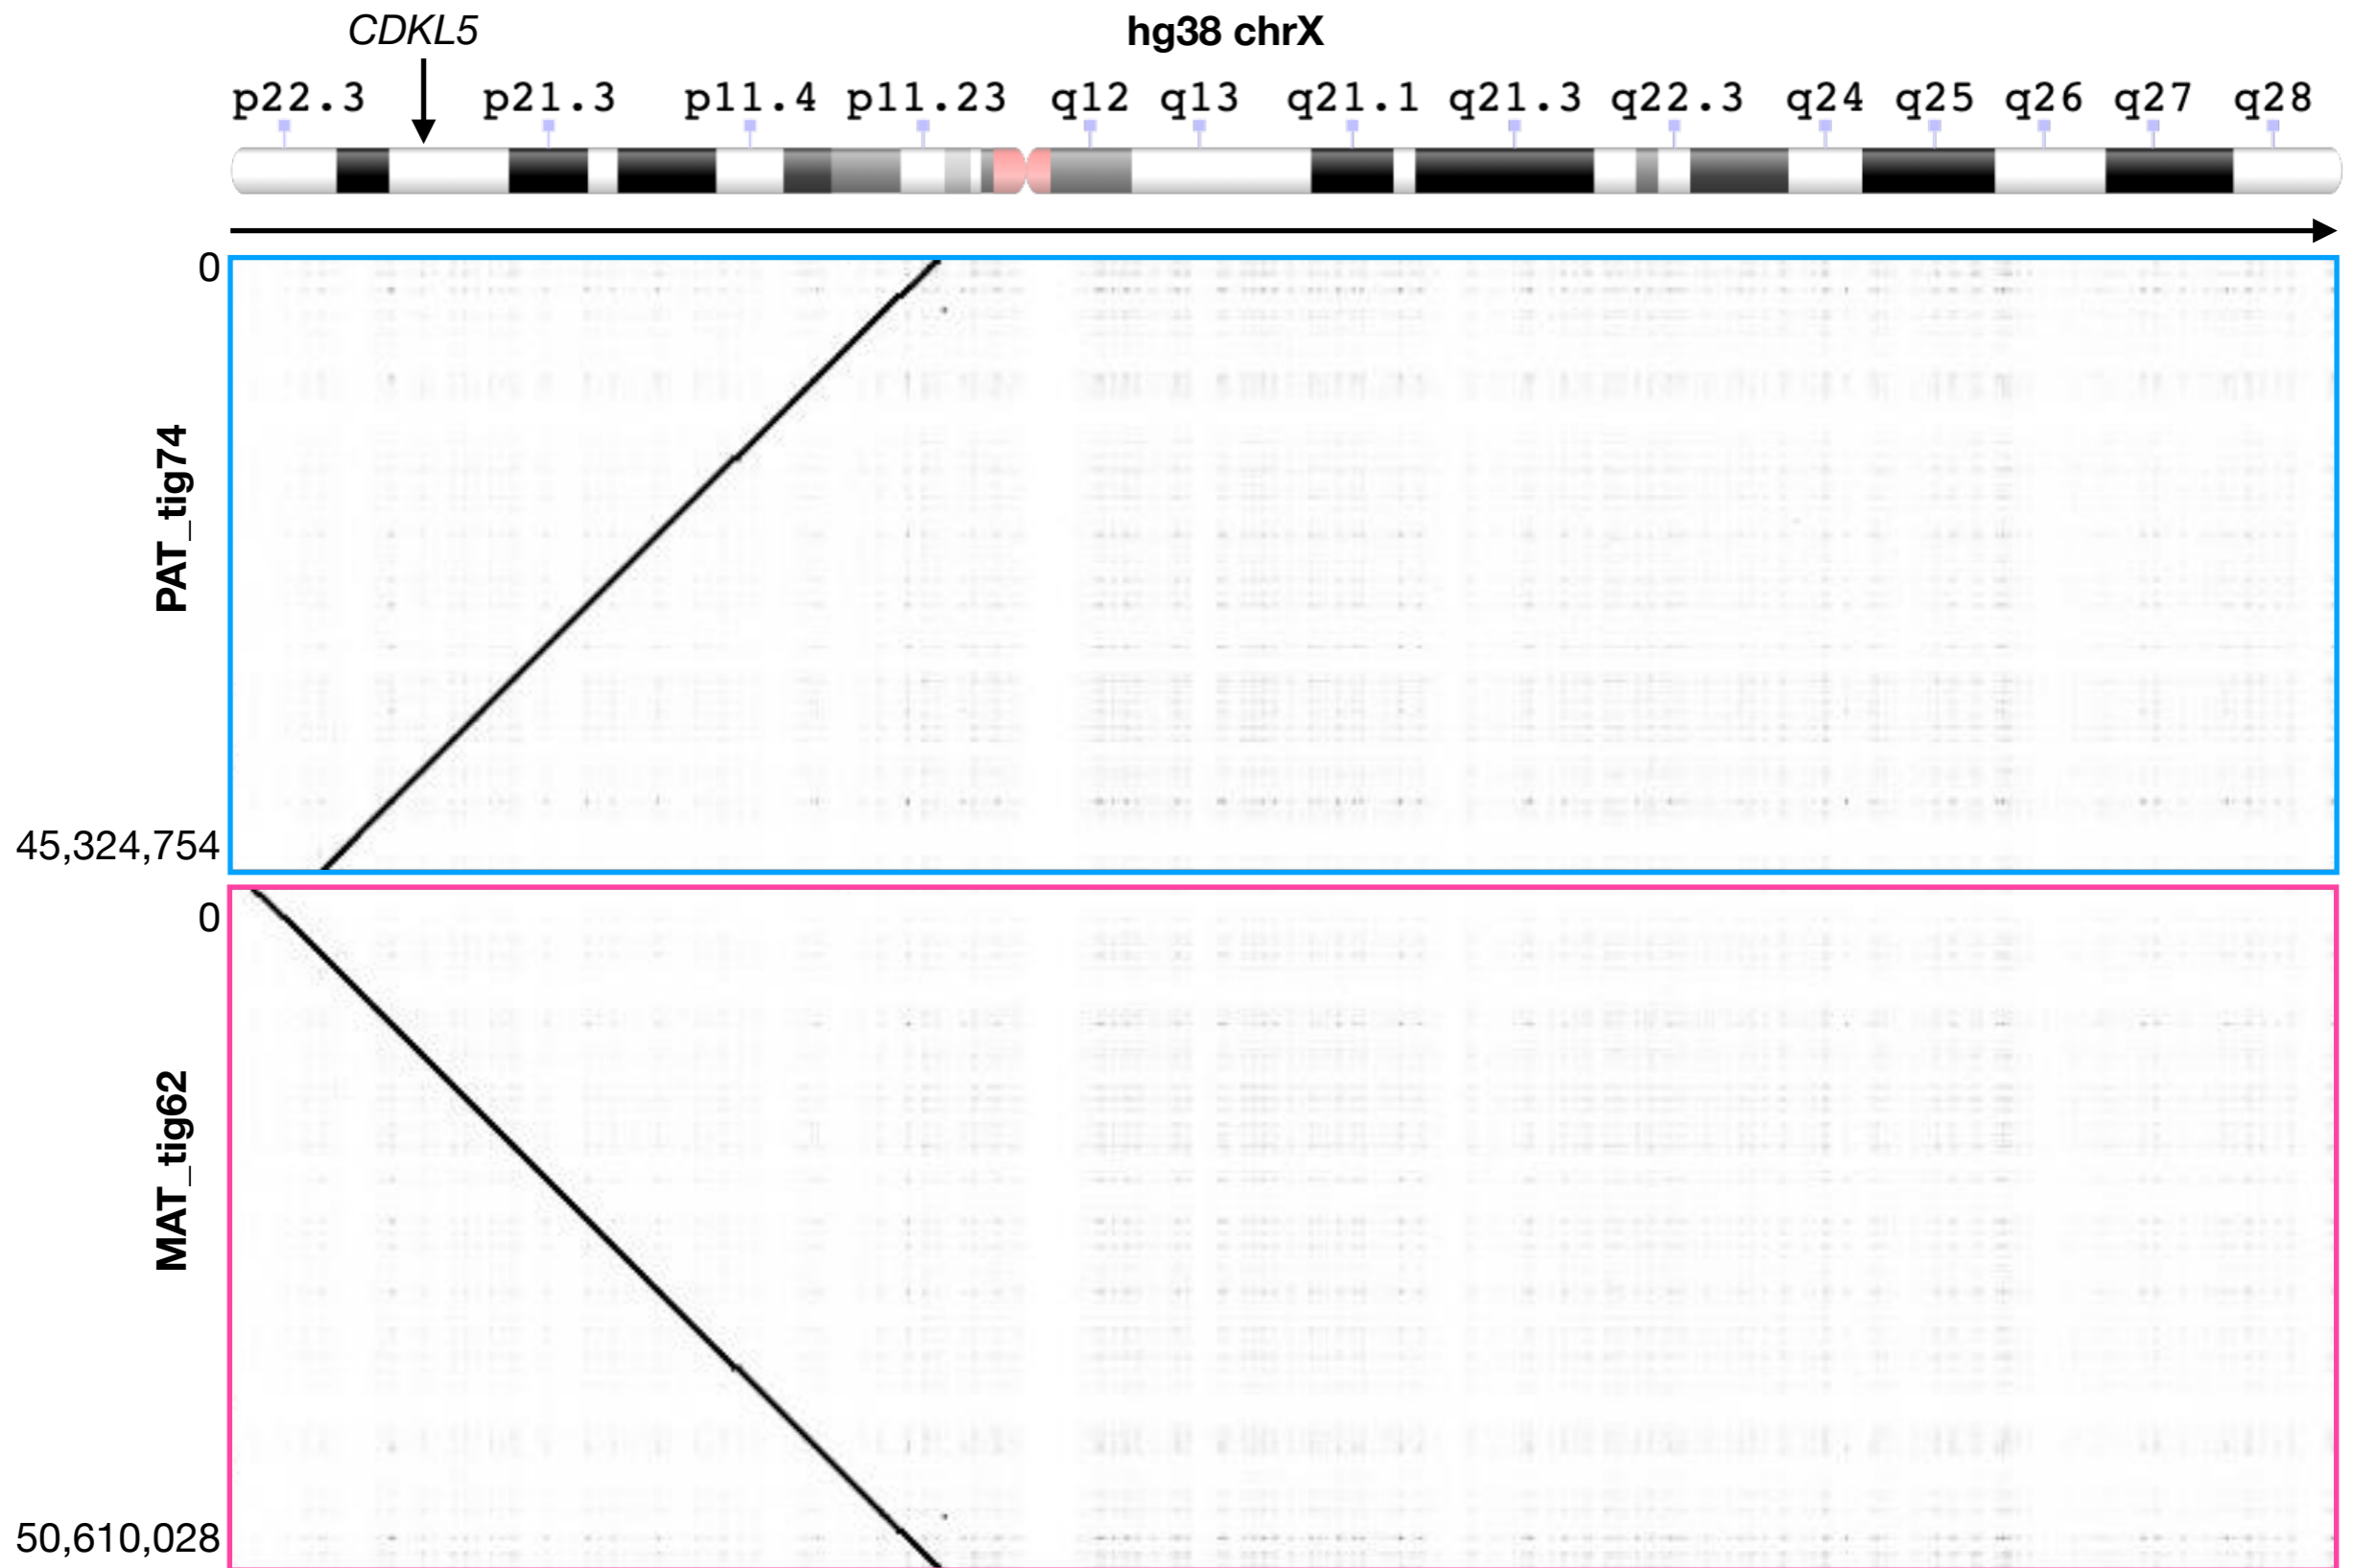 CDKL5 hg38 chrX
p22.3 p21.3 p11.4 p11.23 q12 q13 q21.1 q21.3 q22.3 q24 q25 q26 q27 q28
0
PAT_tig74
45,324,754
0
MAT_tig62
50,610,028